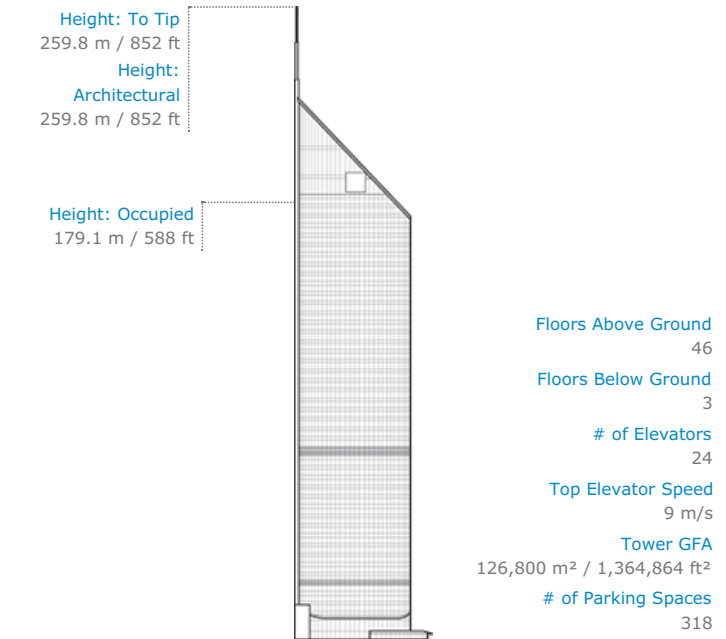 Height: To Tip
259.8 m / 852 ft
Height:
Architectural
259.8 m / 852 ft
Height: Occupied
179.1 m / 588 ft
Floors Above Ground
46
Floors Below Ground
3
# of Elevators
24
Top Elevator Speed
9 m/s
Tower GFA
126,800 m² / 1,364,864 ft²
# of Parking Spaces
318